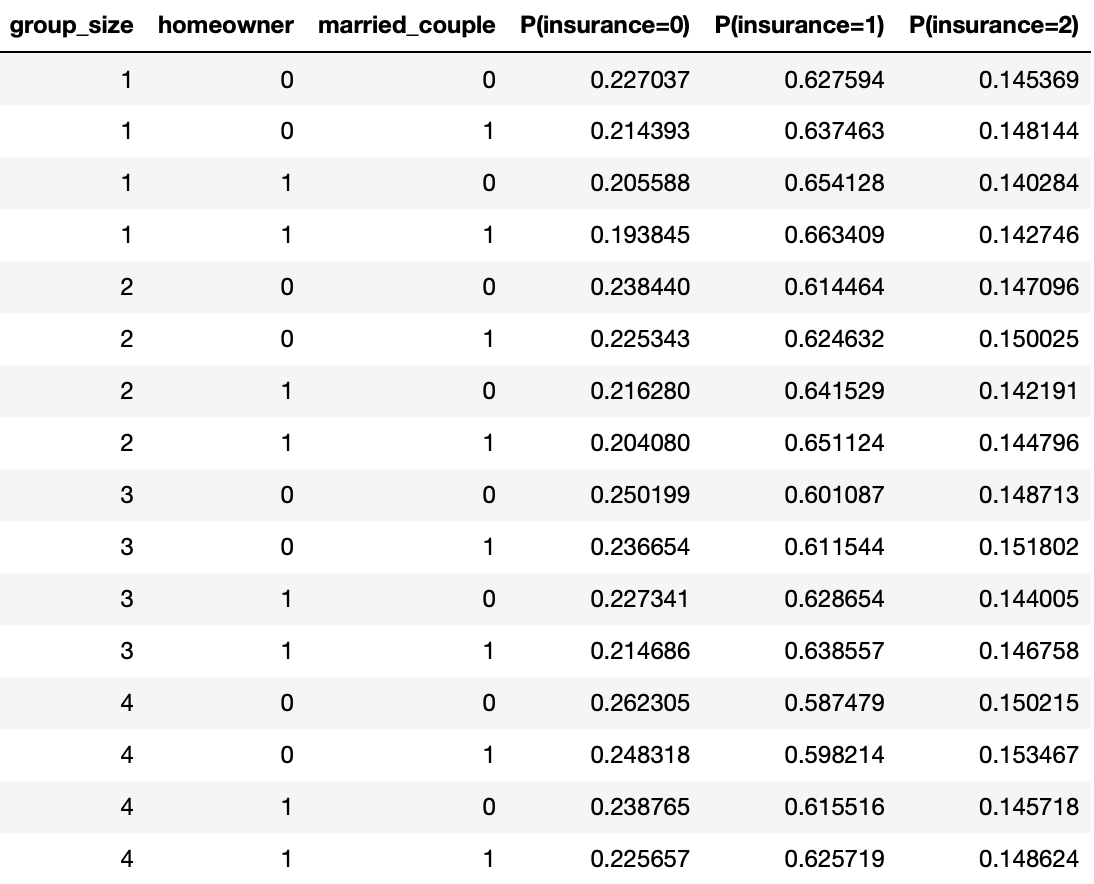 group_size homeowner married_couple P(insurance=0) P(insurance=1) P(insurance=2)
1 0 0 0.227037 0.627594 0.145369
1 0 1 0.214393 0.637463 0.148144
1 1 0 0.205588 0.654128 0.140284
1 1 1 0.193845 0.663409 0.142746
2 0 0 0.238440 0.614464 0.147096
2 0 1 0.225343 0.624632 0.150025
2 1 0 0.216280 0.641529 0.142191
2 1 1 0.204080 0.651124 0.144796
3 0 0 0.250199 0.601087 0.148713
3 0 1 0.236654 0.611544 0.151802
3 1 0 0.227341 0.628654 0.144005
3 1 1 0.214686 0.638557 0.146758
4 0 0 0.262305 0.587479 0.150215
4 0 1 0.248318 0.598214 0.153467
4 1 0 0.238765 0.615516 0.145718
4 1 1 0.225657 0.625719 0.148624